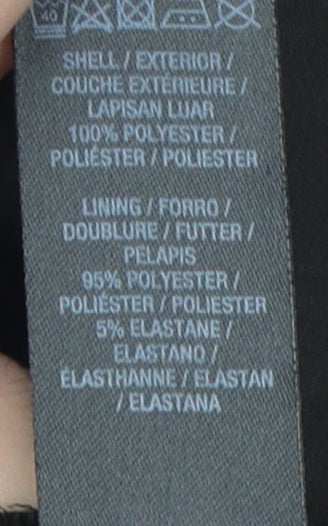 40
SHELL / EXTERIOR /
COUCHE EXTÉRIEURE /
LAPISAN LUAR
100% POLYESTER /
POLIÉSTER / POLIESTER
LINING / FORRO /
DOUBLURE / FUTTER /
PELAPIS
95% POLYESTER /
POLIÉSTER / POLIESTER
5% ELASTANE /
ELASTANO /
ÉLASTHANNE / ELASTAN
/ ELASTANA